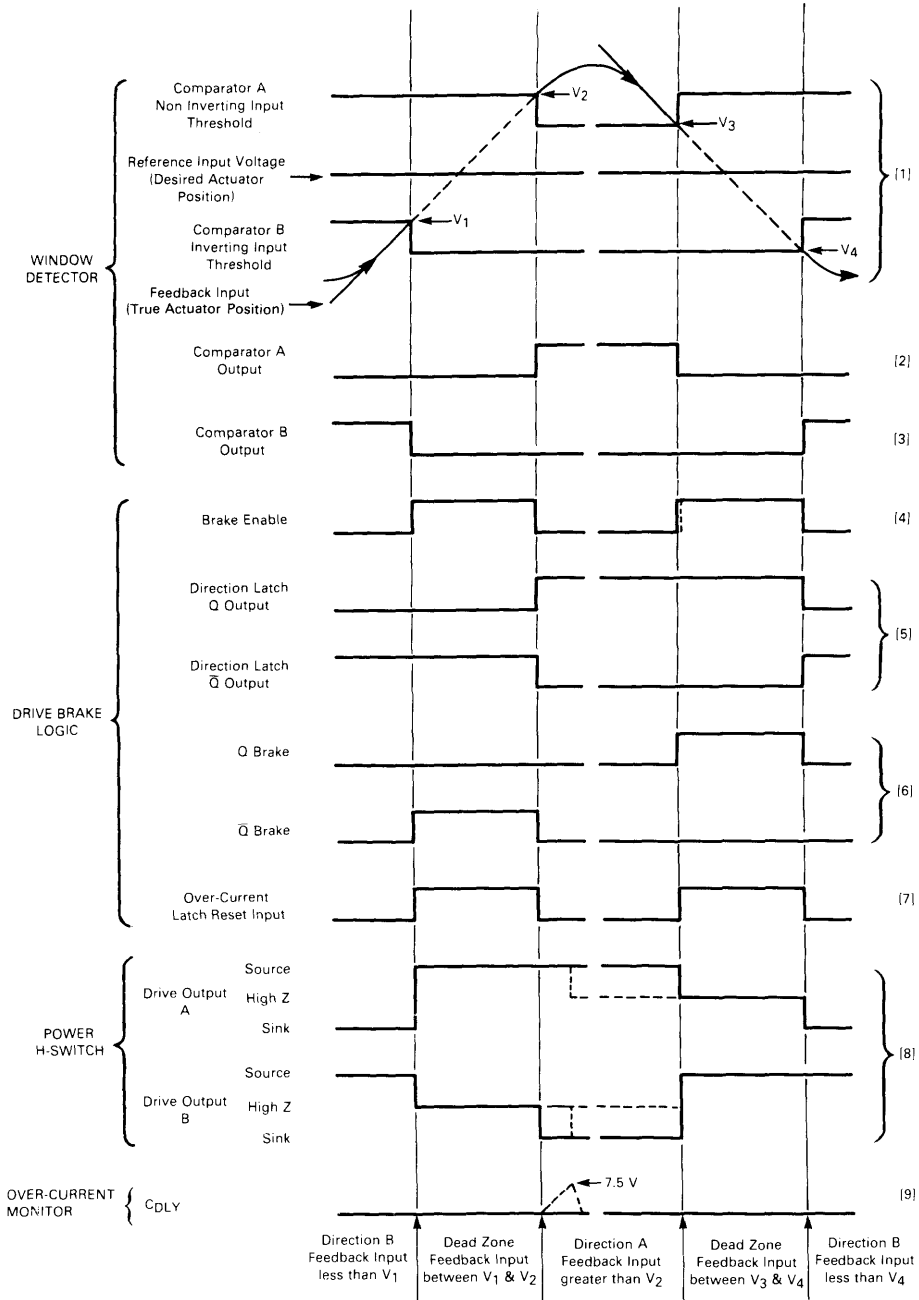 Comparator A
Non Inverting Input
Threshold
V2
V3
Reference Input Voltage
(Desired Actuator
Position)
[1]
Comparator B
Inverting Input
Threshold
V1
V4
WINDOW
DETECTOR
Feedback Input
(True Actuator Position)
Comparator A
Output
[2]
Comparator B
Output
[3]
Brake Enable
[4]
Direction Latch
Q Output
[5]
Direction Latch
Q̅ Output
DRIVE BRAKE
LOGIC
Q Brake
[6]
Q̅ Brake
Over-Current
Latch Reset Input
[7]
Source
Drive Output
A
High Z
Sink
POWER
H-SWITCH
[8]
Source
Drive Output
B
High Z
Sink
7.5 V
OVER-CURRENT
MONITOR
CDLY
[9]
Direction B
Feedback Input
less than V1
Dead Zone
Feedback Input
between V1 & V2
Direction A
Feedback Input
greater than V2
Dead Zone
Feedback Input
between V3 & V4
Direction B
Feedback Input
less than V4